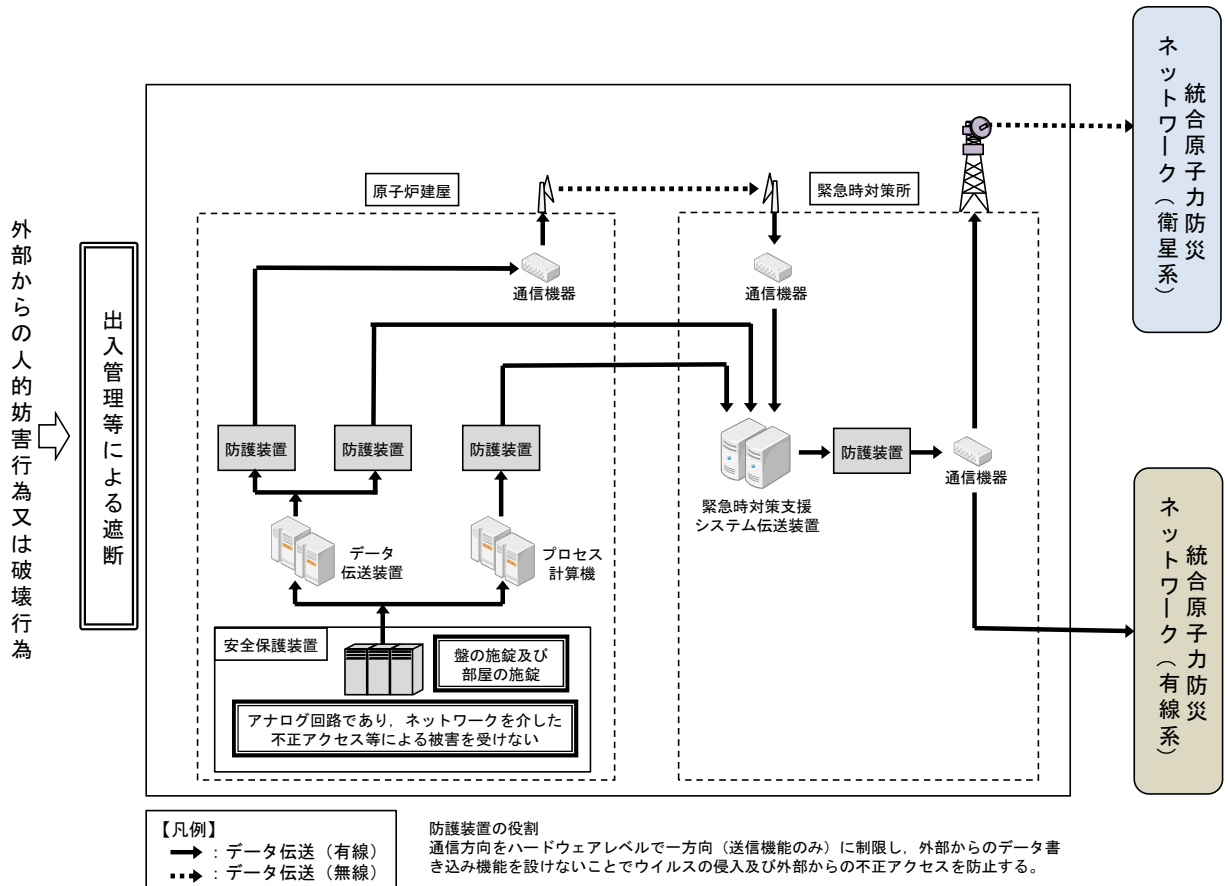 外部からの人的妨害行為又は破壊行為
出入管理等による遮断
原子炉建屋
緊急時対策所
通信機器
通信機器
防護装置
防護装置
防護装置
防護装置
通信機器
緊急時対策支援
システム伝送装置
データ
伝送装置
プロセス
計算機
安全保護装置
盤の施錠及び
部屋の施錠
アナログ回路であり，ネットワークを介した
不正アクセス等による被害を受けない
統合原子力防災
ネットワーク（衛星系）
統合原子力防災
ネットワーク（有線系）
【凡例】
：データ伝送（有線）
：データ伝送（無線）
防護装置の役割
通信方向をハードウェアレベルで一方向（送信機能のみ）に制限し，外部からのデータ書
き込み機能を設けないことでウイルスの侵入及び外部からの不正アクセスを防止する。